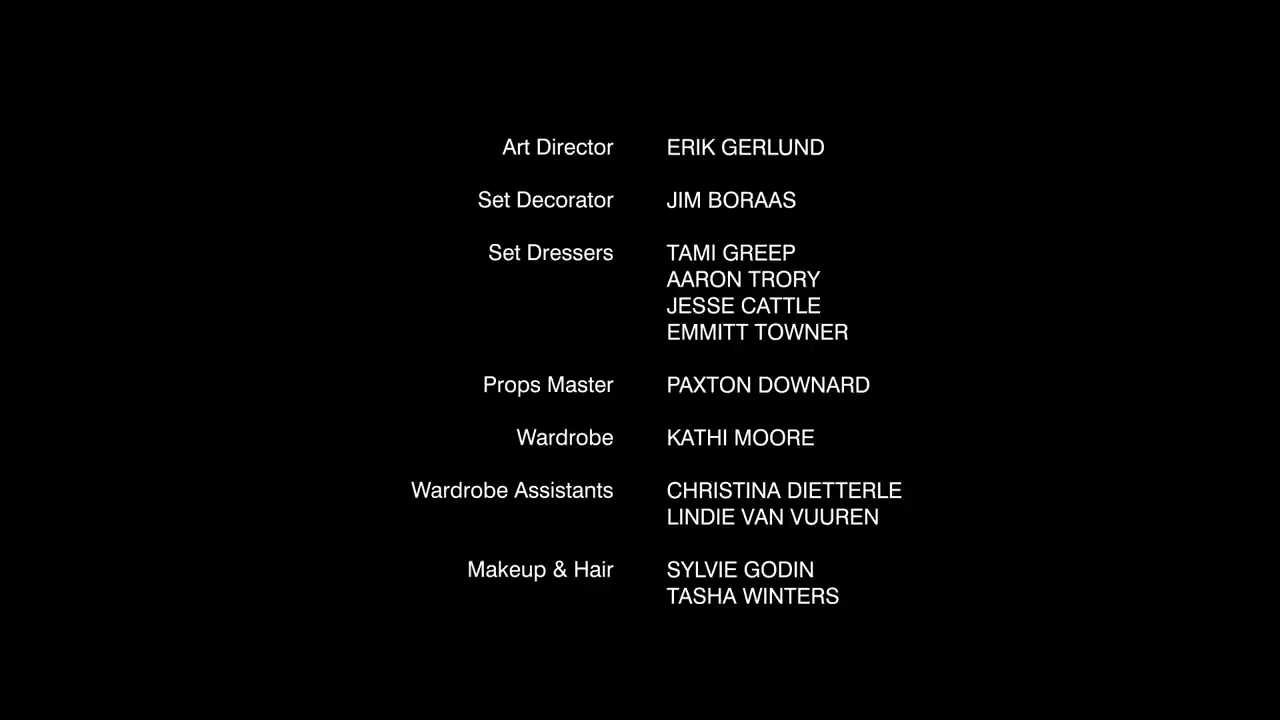 Art Director ERIK GERLUND
Set Decorator JIM BORAAS
Set Dressers TAMI GREEP
AARON TRORY
JESSE CATTLE
EMMITT TOWNER
Props Master PAXTON DOWNARD
Wardrobe KATHI MOORE
Wardrobe Assistants CHRISTINA DIETTERLE
LINDIE VAN VUUREN
Makeup & Hair SYLVIE GODIN
TASHA WINTERS